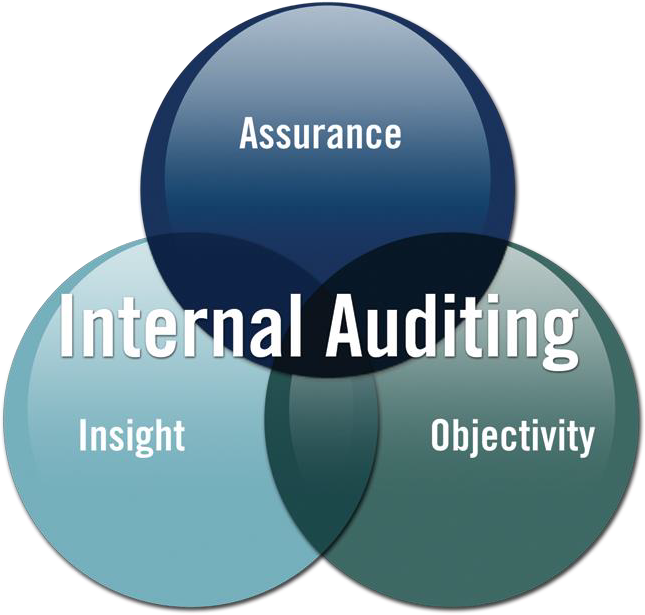 Assurance
Internal Auditing
Insight
Objectivity